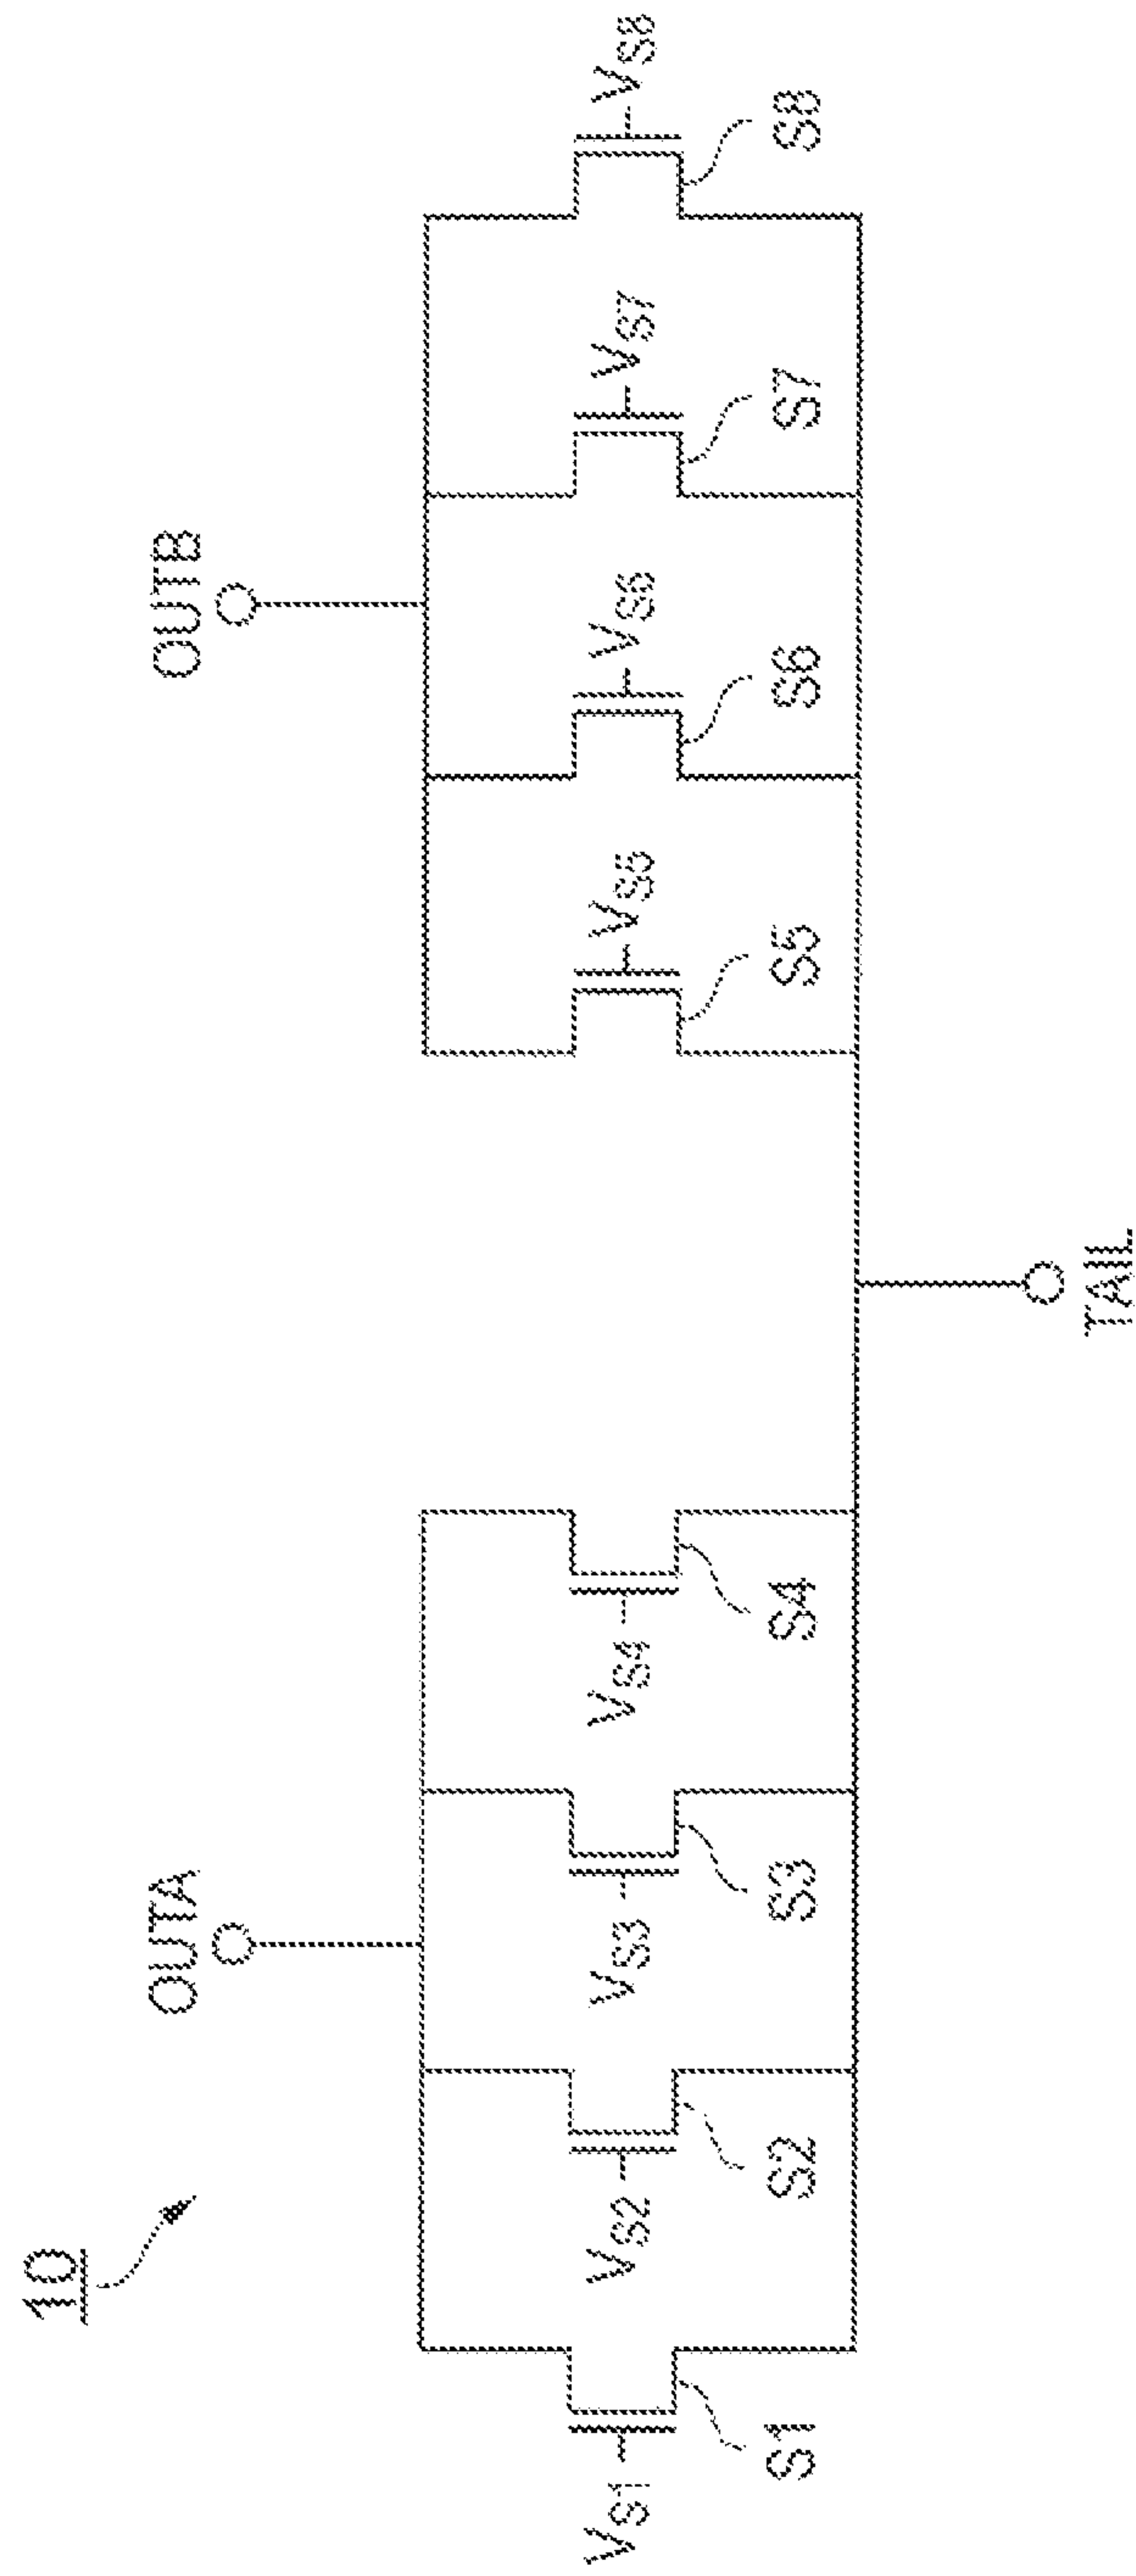 10
OUTA
OUTB
VS1
VS2
VS3
VS4
VS5
VS6
VS7
VS8
S1
S2
S3
S4
S5
S6
S7
S8
TAIL